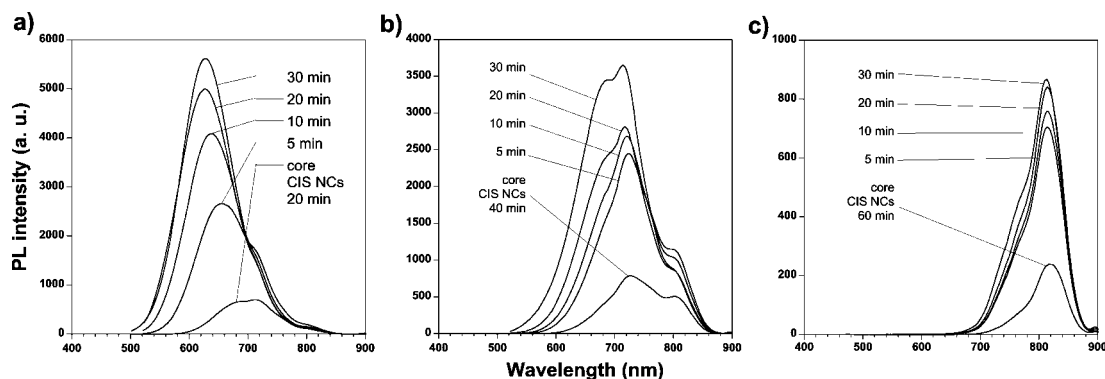 a)
6000
5000
4000
3000
2000
1000
0
30 min
20 min
10 min
5 min
core
CIS NCs
20 min
400 500 600 700 800 900
PL intensity (a. u.)
b)
4000
3500
3000
2500
2000
1500
1000
500
0
30 min
20 min
10 min
5 min
core
CIS NCs
40 min
400 500 600 700 800 900
Wavelength (nm)
c)
1000
800
600
400
200
0
30 min
20 min
10 min
5 min
core
CIS NCs
60 min
400 500 600 700 800 900